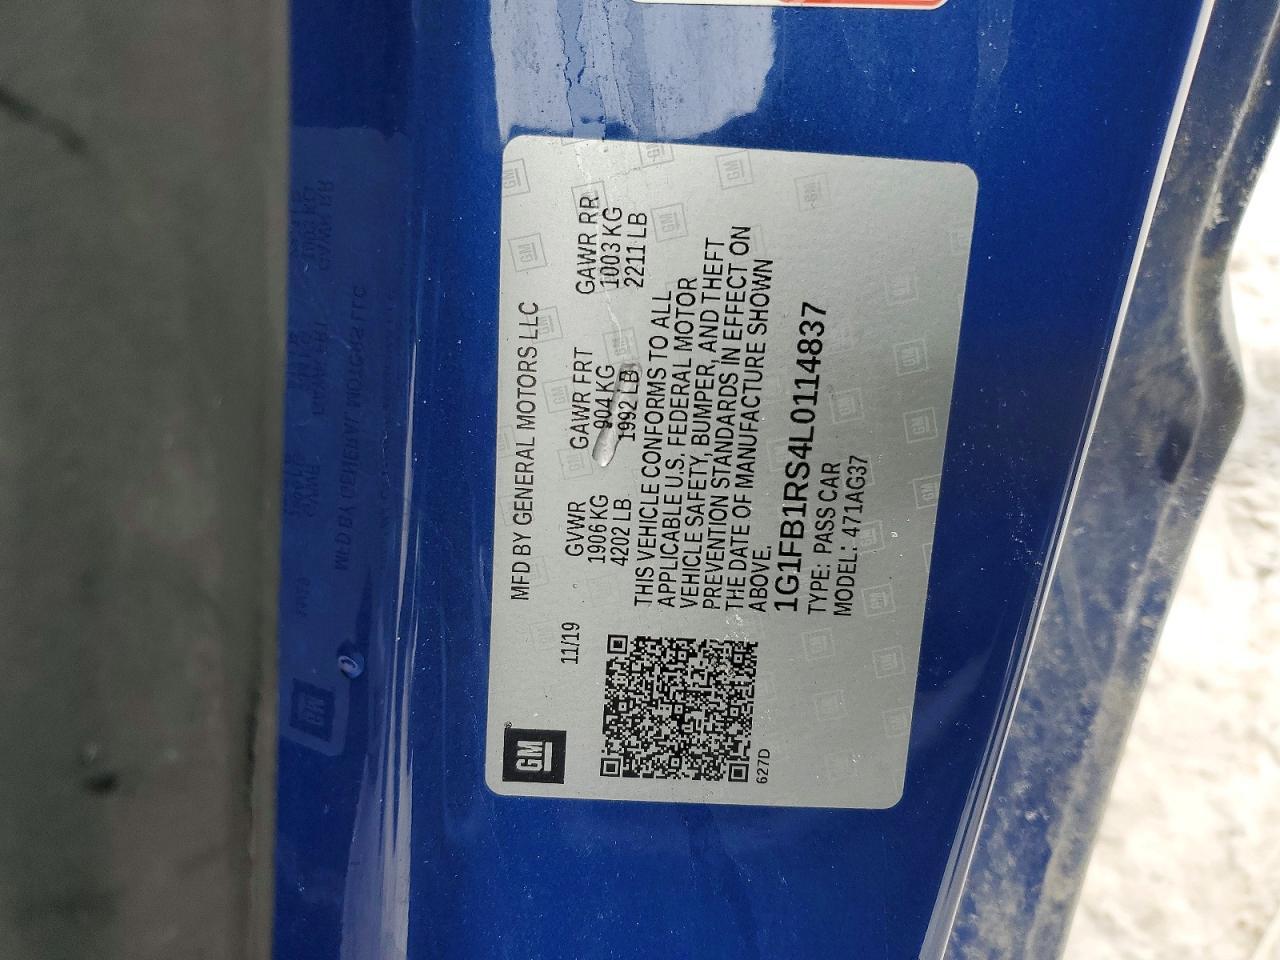 GM
11/19
MFD BY GENERAL MOTORS LLC
GVWR GAWR FRT GAWR RR
1906 KG 904 KG 1003 KG
4202 LB 1992 LB 2211 LB
THIS VEHICLE CONFORMS TO ALL
APPLICABLE U.S. FEDERAL MOTOR
VEHICLE SAFETY, BUMPER, AND THEFT
PREVENTION STANDARDS IN EFFECT ON
THE DATE OF MANUFACTURE SHOWN
ABOVE.
1G1FB1RS4L0114837
TYPE: PASS CAR
MODEL: 471AG37
627D